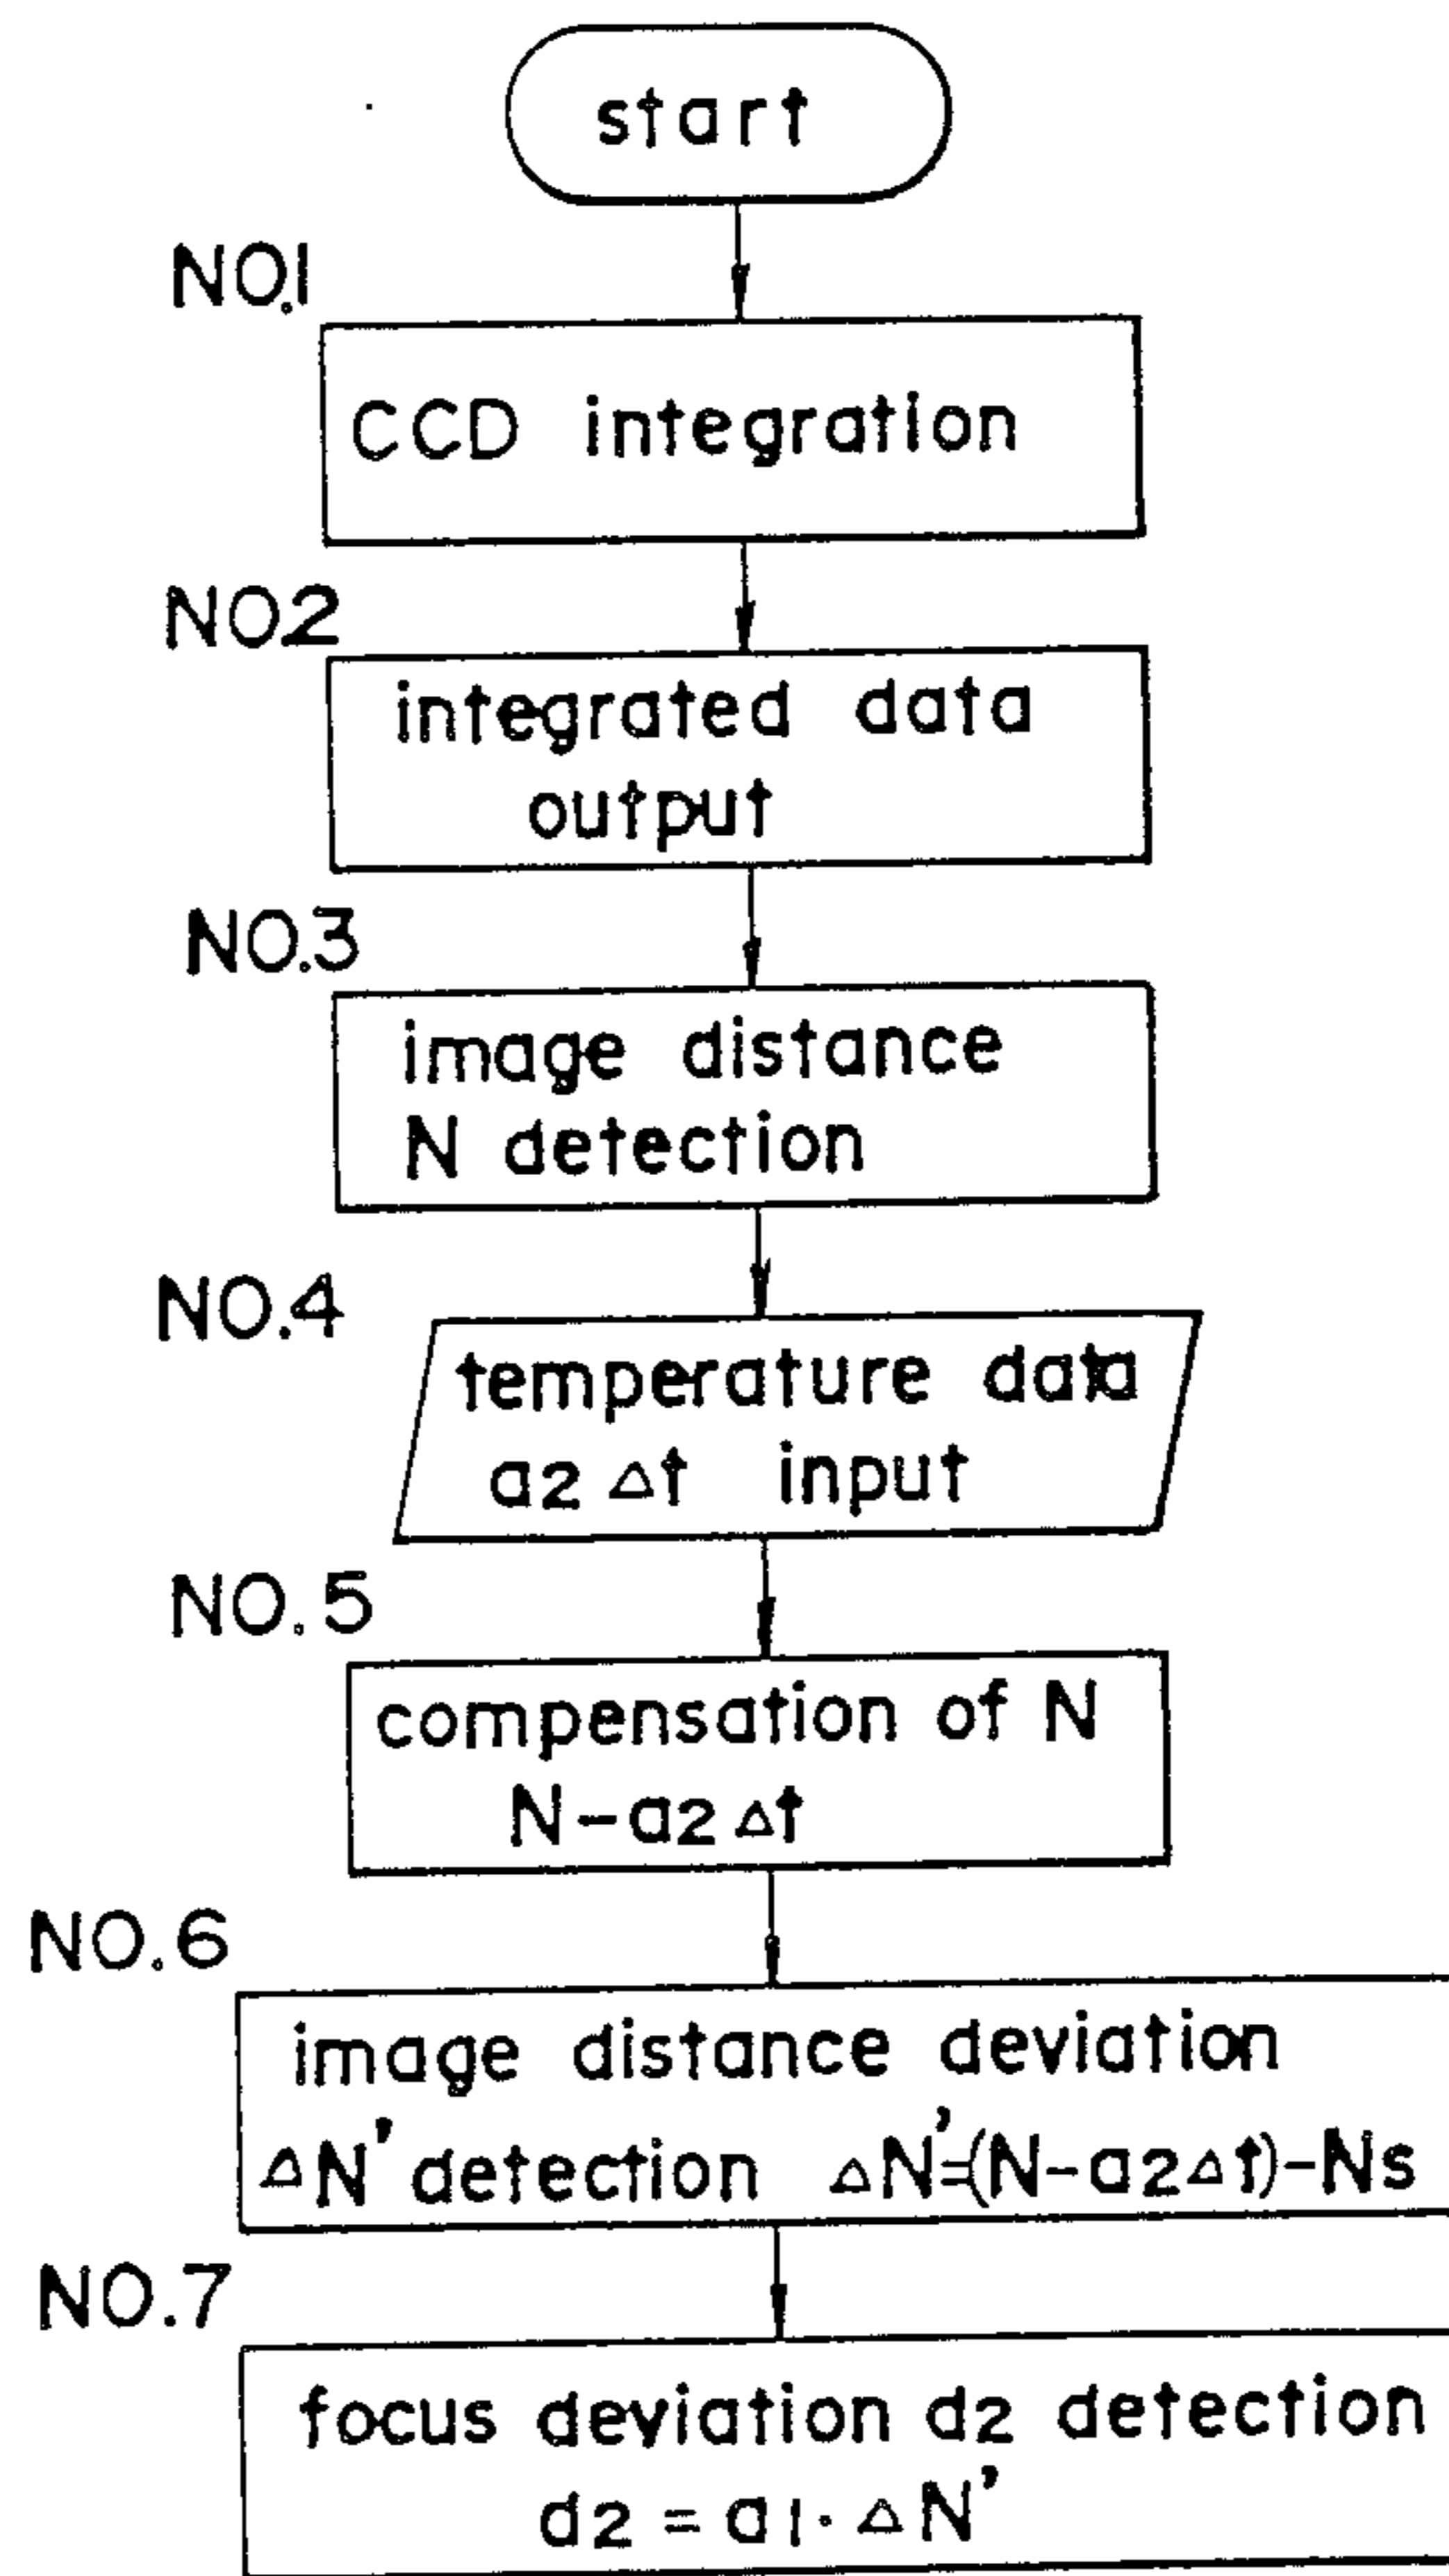 start
NO.1
CCD integration
NO2
integrated data
output
NO.3
image distance
N detection
NO.4
temperature data
a2 Δt input
NO.5
compensation of N
N-a2 Δt
NO.6
image distance deviation
ΔN' detection ΔN'=(N-a2Δt)-Ns
NO.7
focus deviation d2 detection
d2 = a1·ΔN'